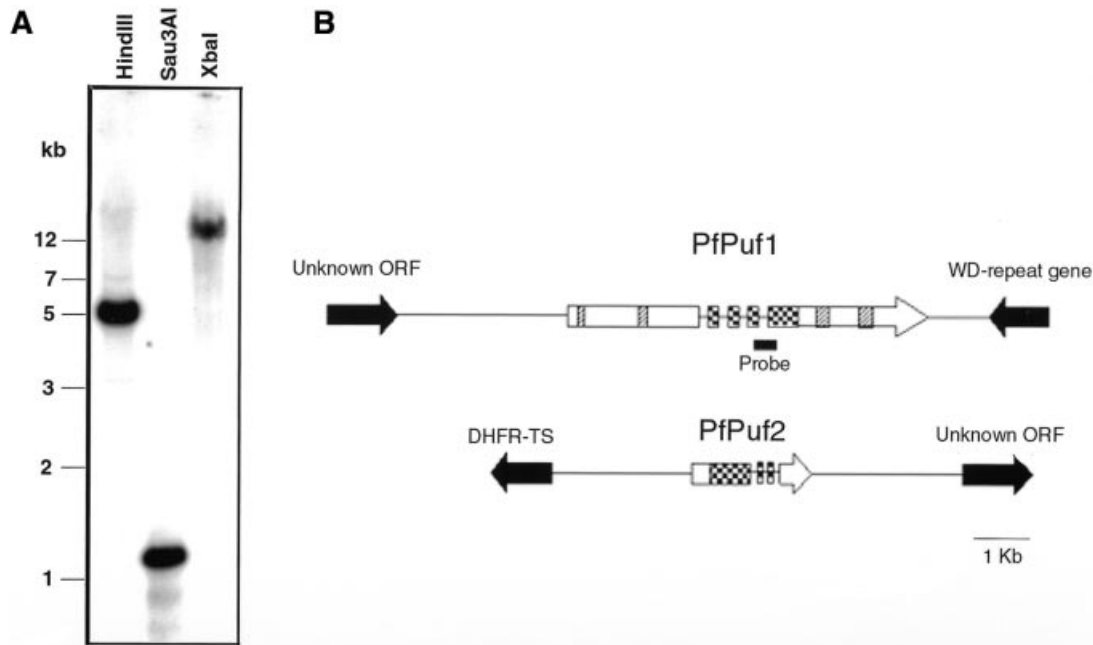 A
HindIII
Sau3AI
XbaI
kb
12
7
5
3
2
1
B
PfPuf1
Unknown ORF
WD-repeat gene
Probe
PfPuf2
DHFR-TS
Unknown ORF
1 Kb